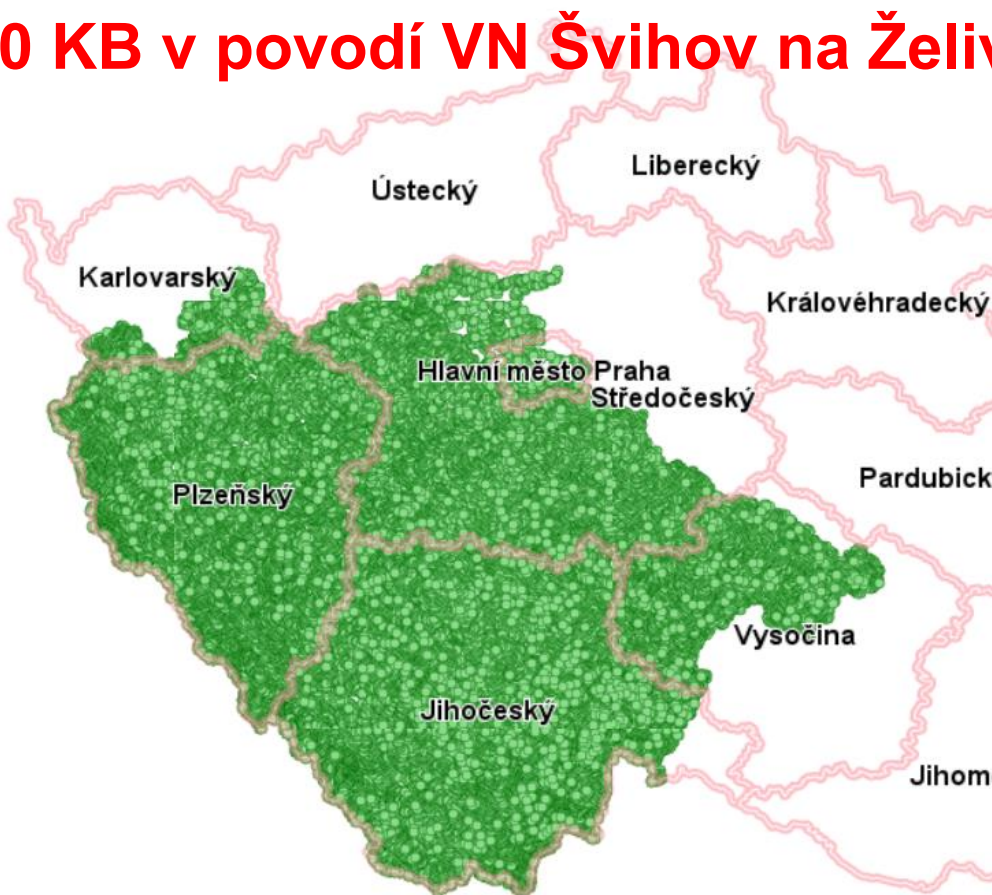 0 KB v povodí VN Švihov na Želiv
Liberecký
Ústecký
Karlovarský
Královéhradecký
Hlavní město Praha
Středočeský
Pardubick
Plzeňský
Vysočina
Jihočeský
Jihom